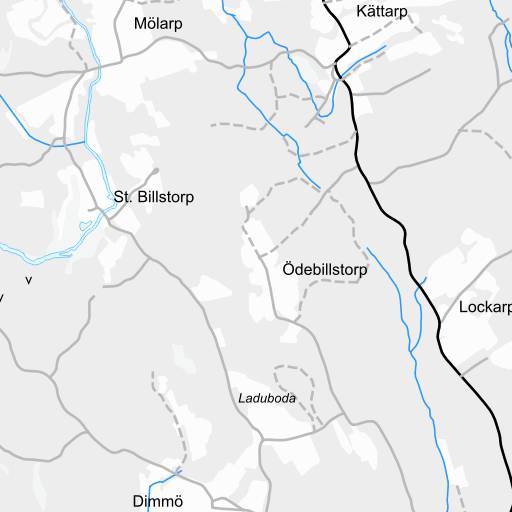 Kättarp
Mölarp
St. Billstorp
Ödebillstorp
v
v
Lockarp
Laduboda
Dimmö